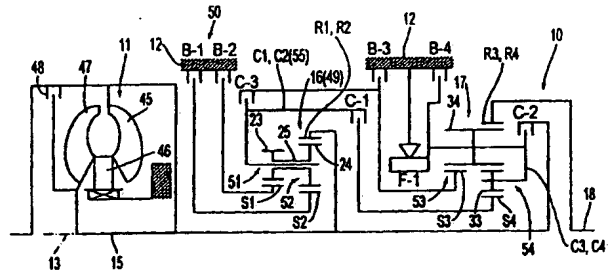 50
R1, R2
12
B-1 B-2
12
B-3 B-4
10
11
C1, C2(55)
16(49)
R3, R4
48
47
45
C-3
C-1
17
34
C-2
23
25
46
24
51
F-1
18
S1
52
S2
53
S3
33
S4
54
C3, C4
13
15